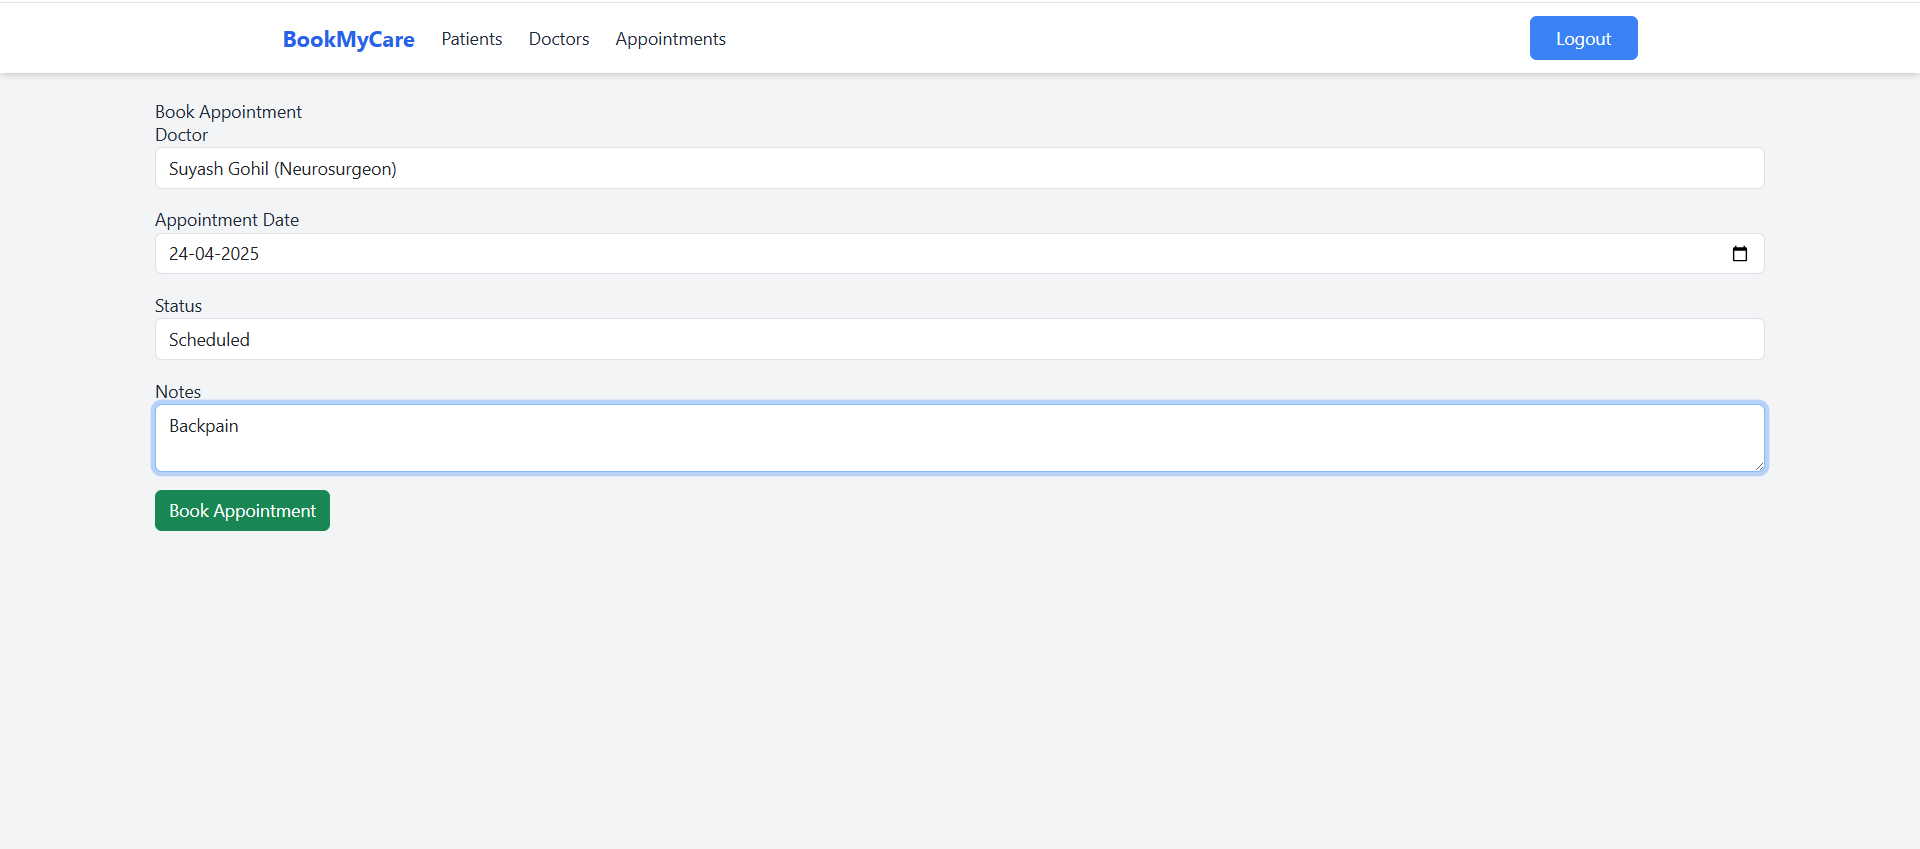 BookMyCare Patients Doctors Appointments Logout
Book Appointment
Doctor
Suyash Gohil (Neurosurgeon)
Appointment Date
24-04-2025
Status
Scheduled
Notes
Backpain
Book Appointment